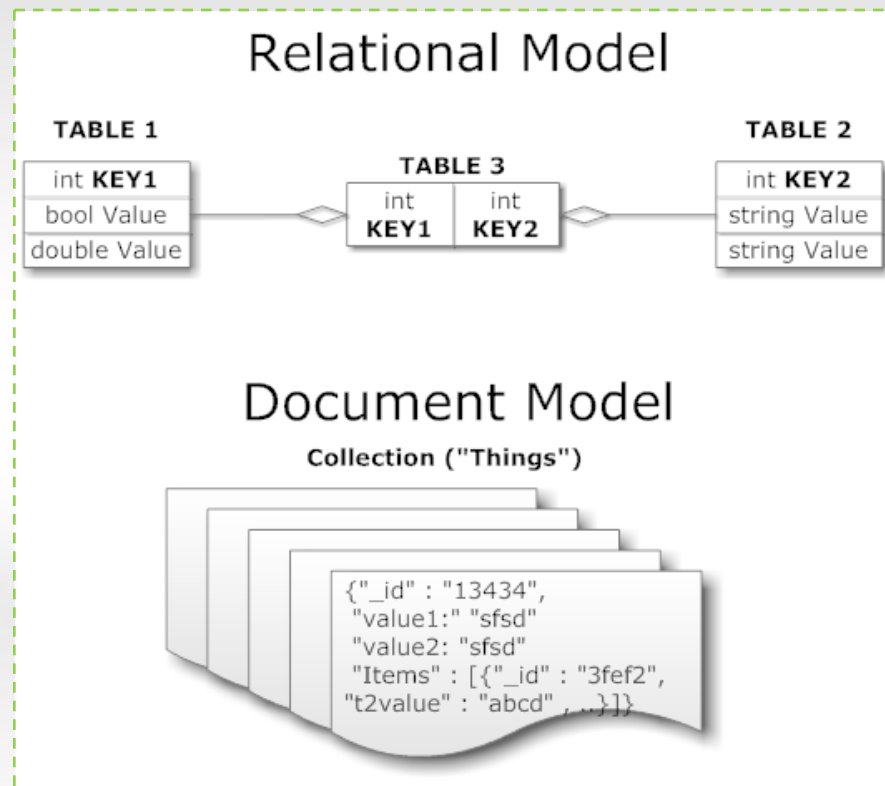 Relational Model
TABLE 1
int KEY1
bool Value
double Value
TABLE 3
int
KEY1
int
KEY2
TABLE 2
int KEY2
string Value
string Value
Document Model
Collection ("Things")
{"_id" : "13434",
"value1:" "sfsd"
"value2: "sfsd"
"Items" : [{"_id" : "3fef2",
"t2value" : "abcd" , ..}]}